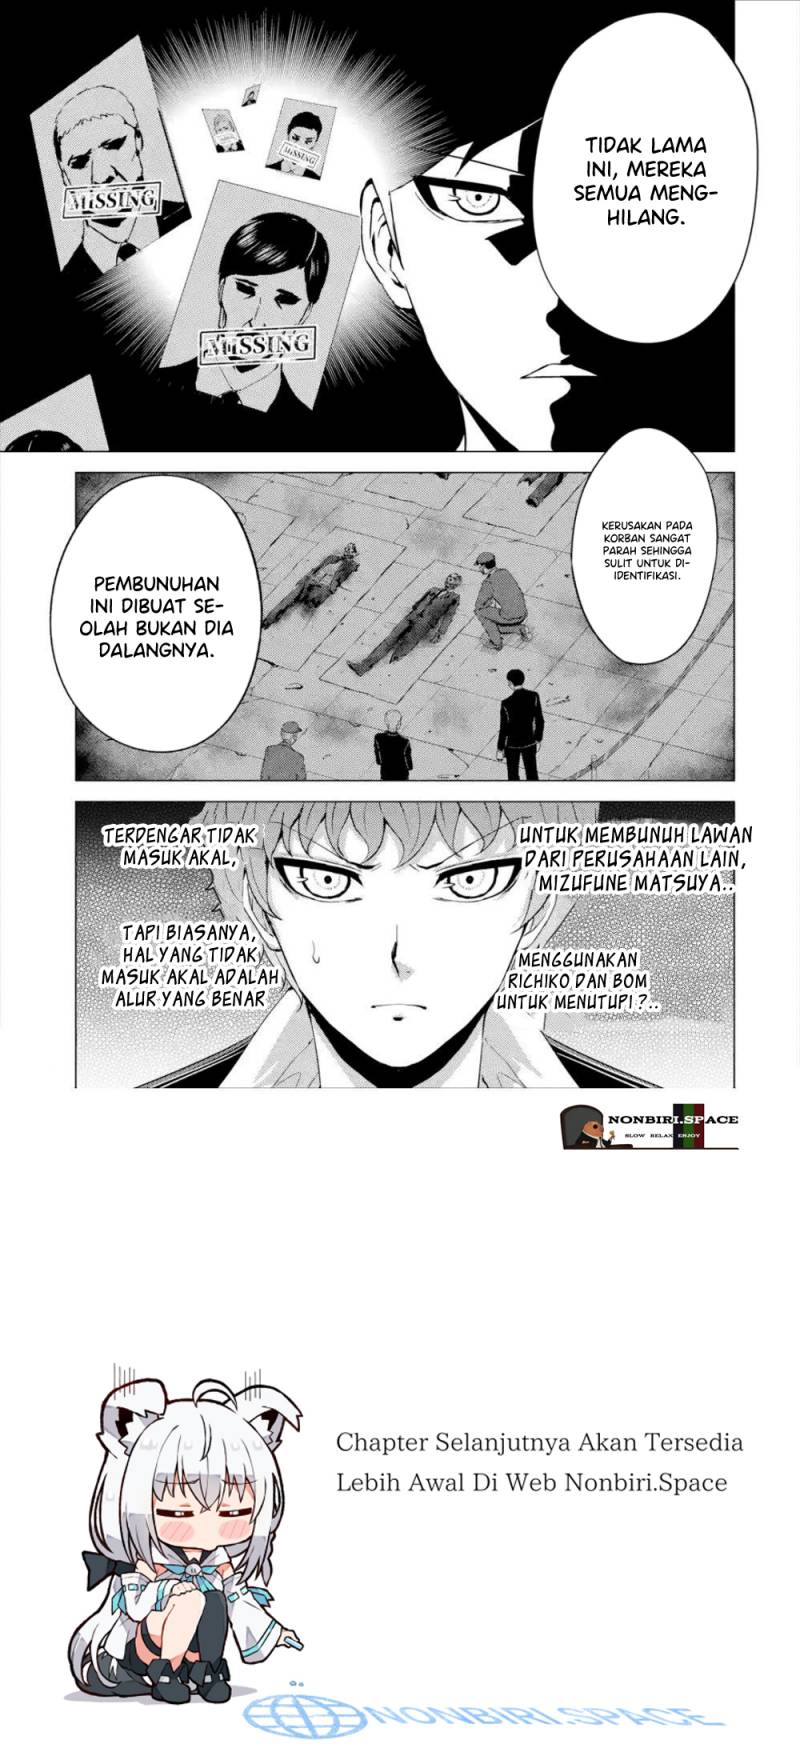 TIDAK LAMA
INI, MEREKA
SEMUA MENG-
HILANG.
MISSING
MISSING
MISSING
KERUSAKAN PADA
KORBAN SANGAT
PARAH SEHINGGA
SULIT UNTUK DI-
IDENTIFIKASI.
PEMBUNUHAN
INI DIBUAT SE-
OLAH BUKAN DIA
DALANGNYA.
UNTUK MEMBUNUH LAWAN
DARI PERUSAHAAN LAIN,
MIZUFUNE MATSUYA..
MENGGUNAKAN
RICHIKO DAN BOM
UNTUK MENUTUPI ?..
TERDENGAR TIDAK
MASUK AKAL,
TAPI BIASANYA,
HAL YANG TIDAK
MASUK AKAL ADALAH
ALUR YANG BENAR
NONBIRI.SPACE
SLOW RELAX ENJOY
Chapter Selanjutnya Akan Tersedia
Lebih Awal Di Web Nonbiri.Space
NONBIRI.SPACE